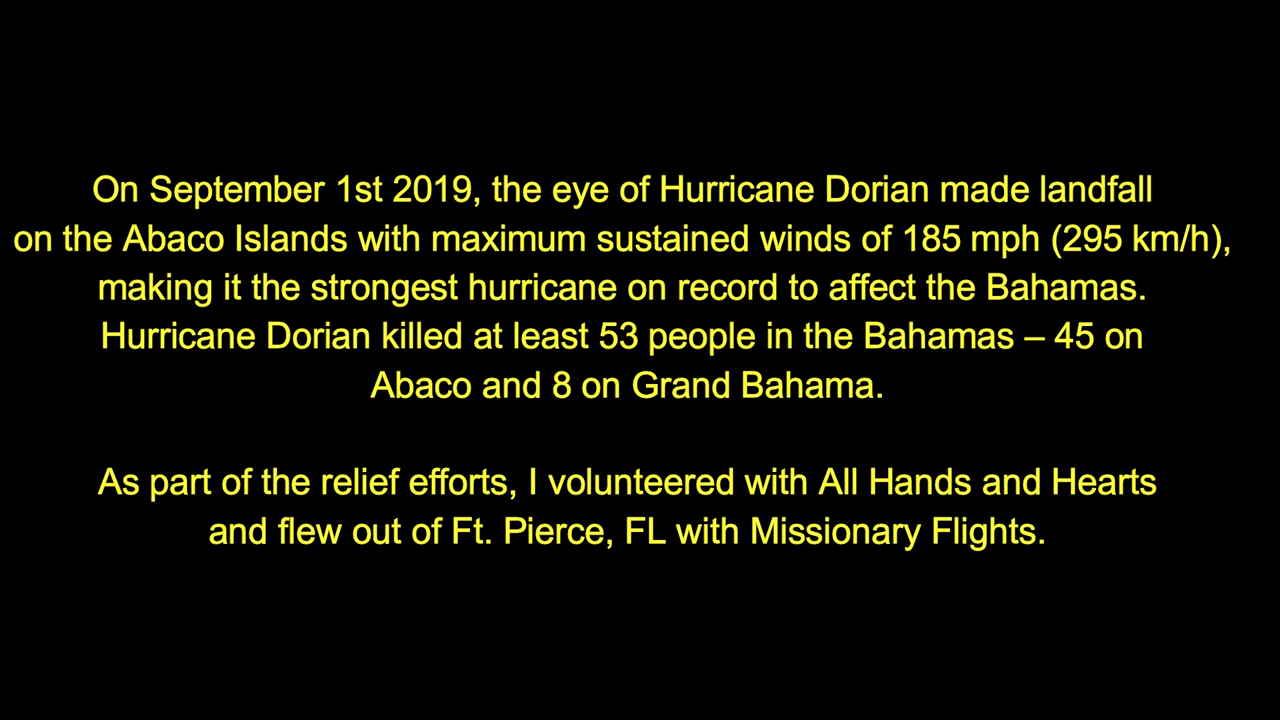 On September 1st 2019, the eye of Hurricane Dorian made landfall
on the Abaco Islands with maximum sustained winds of 185 mph (295 km/h),
making it the strongest hurricane on record to affect the Bahamas.
Hurricane Dorian killed at least 53 people in the Bahamas – 45 on
Abaco and 8 on Grand Bahama.
As part of the relief efforts, I volunteered with All Hands and Hearts
and flew out of Ft. Pierce, FL with Missionary Flights.